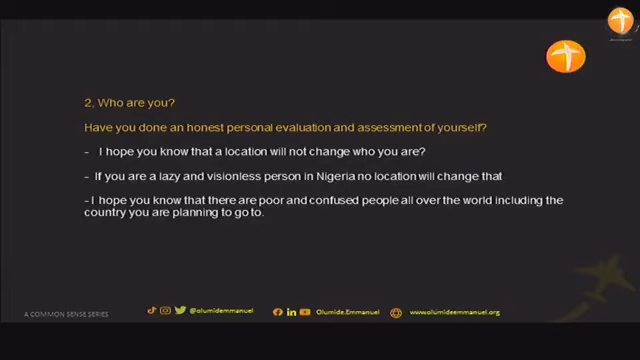 2, Who are you?
Have you done an honest personal evaluation and assessment of yourself?
- I hope you know that a location will not change who you are?
- If you are a lazy and visionless person in Nigeria no location will change that
- I hope you know that there are poor and confused people all over the world including the
country you are planning to go to.
A COMMON SENSE SERIES
@olumideemmanuel
Olumide.Emmanuel
www.olumideemmanuel.org